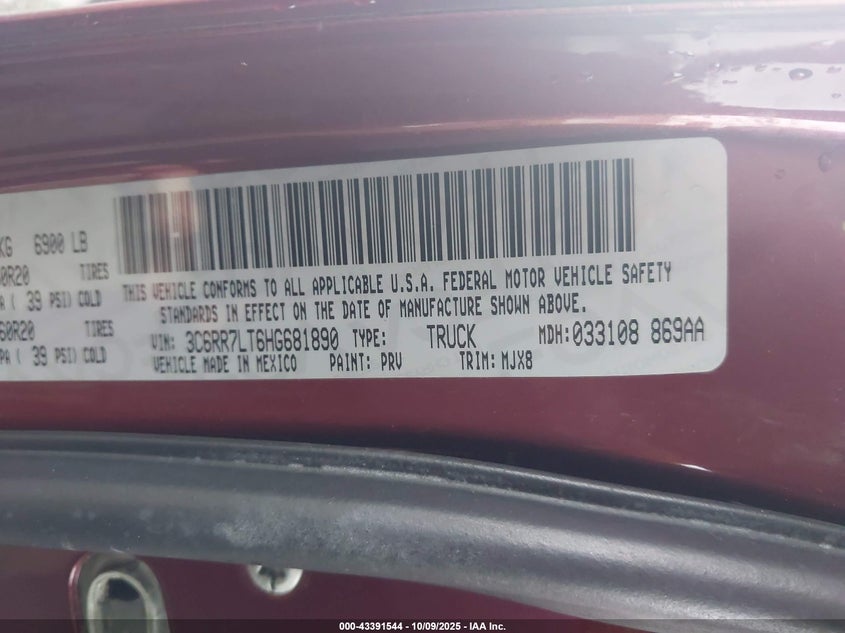 KG 6900 LB
60R20 TIRES
PA ( 39 PSI) COLD
60R20
PA ( 39 PSI) COLD
THIS VEHICLE CONFORMS TO ALL APPLICABLE U.S.A. FEDERAL MOTOR VEHICLE SAFETY
STANDARDS IN EFFECT ON THE DATE OF MANUFACTURE SHOWN ABOVE.
VIN: 3C6RR7LT6HG681890 TYPE: TRUCK MDH: 033108 869AA
VEHICLE MADE IN MEXICO PAINT: PRV TRIM: MJX8
000-43391544 | 10/09/2025 - IAA Inc.